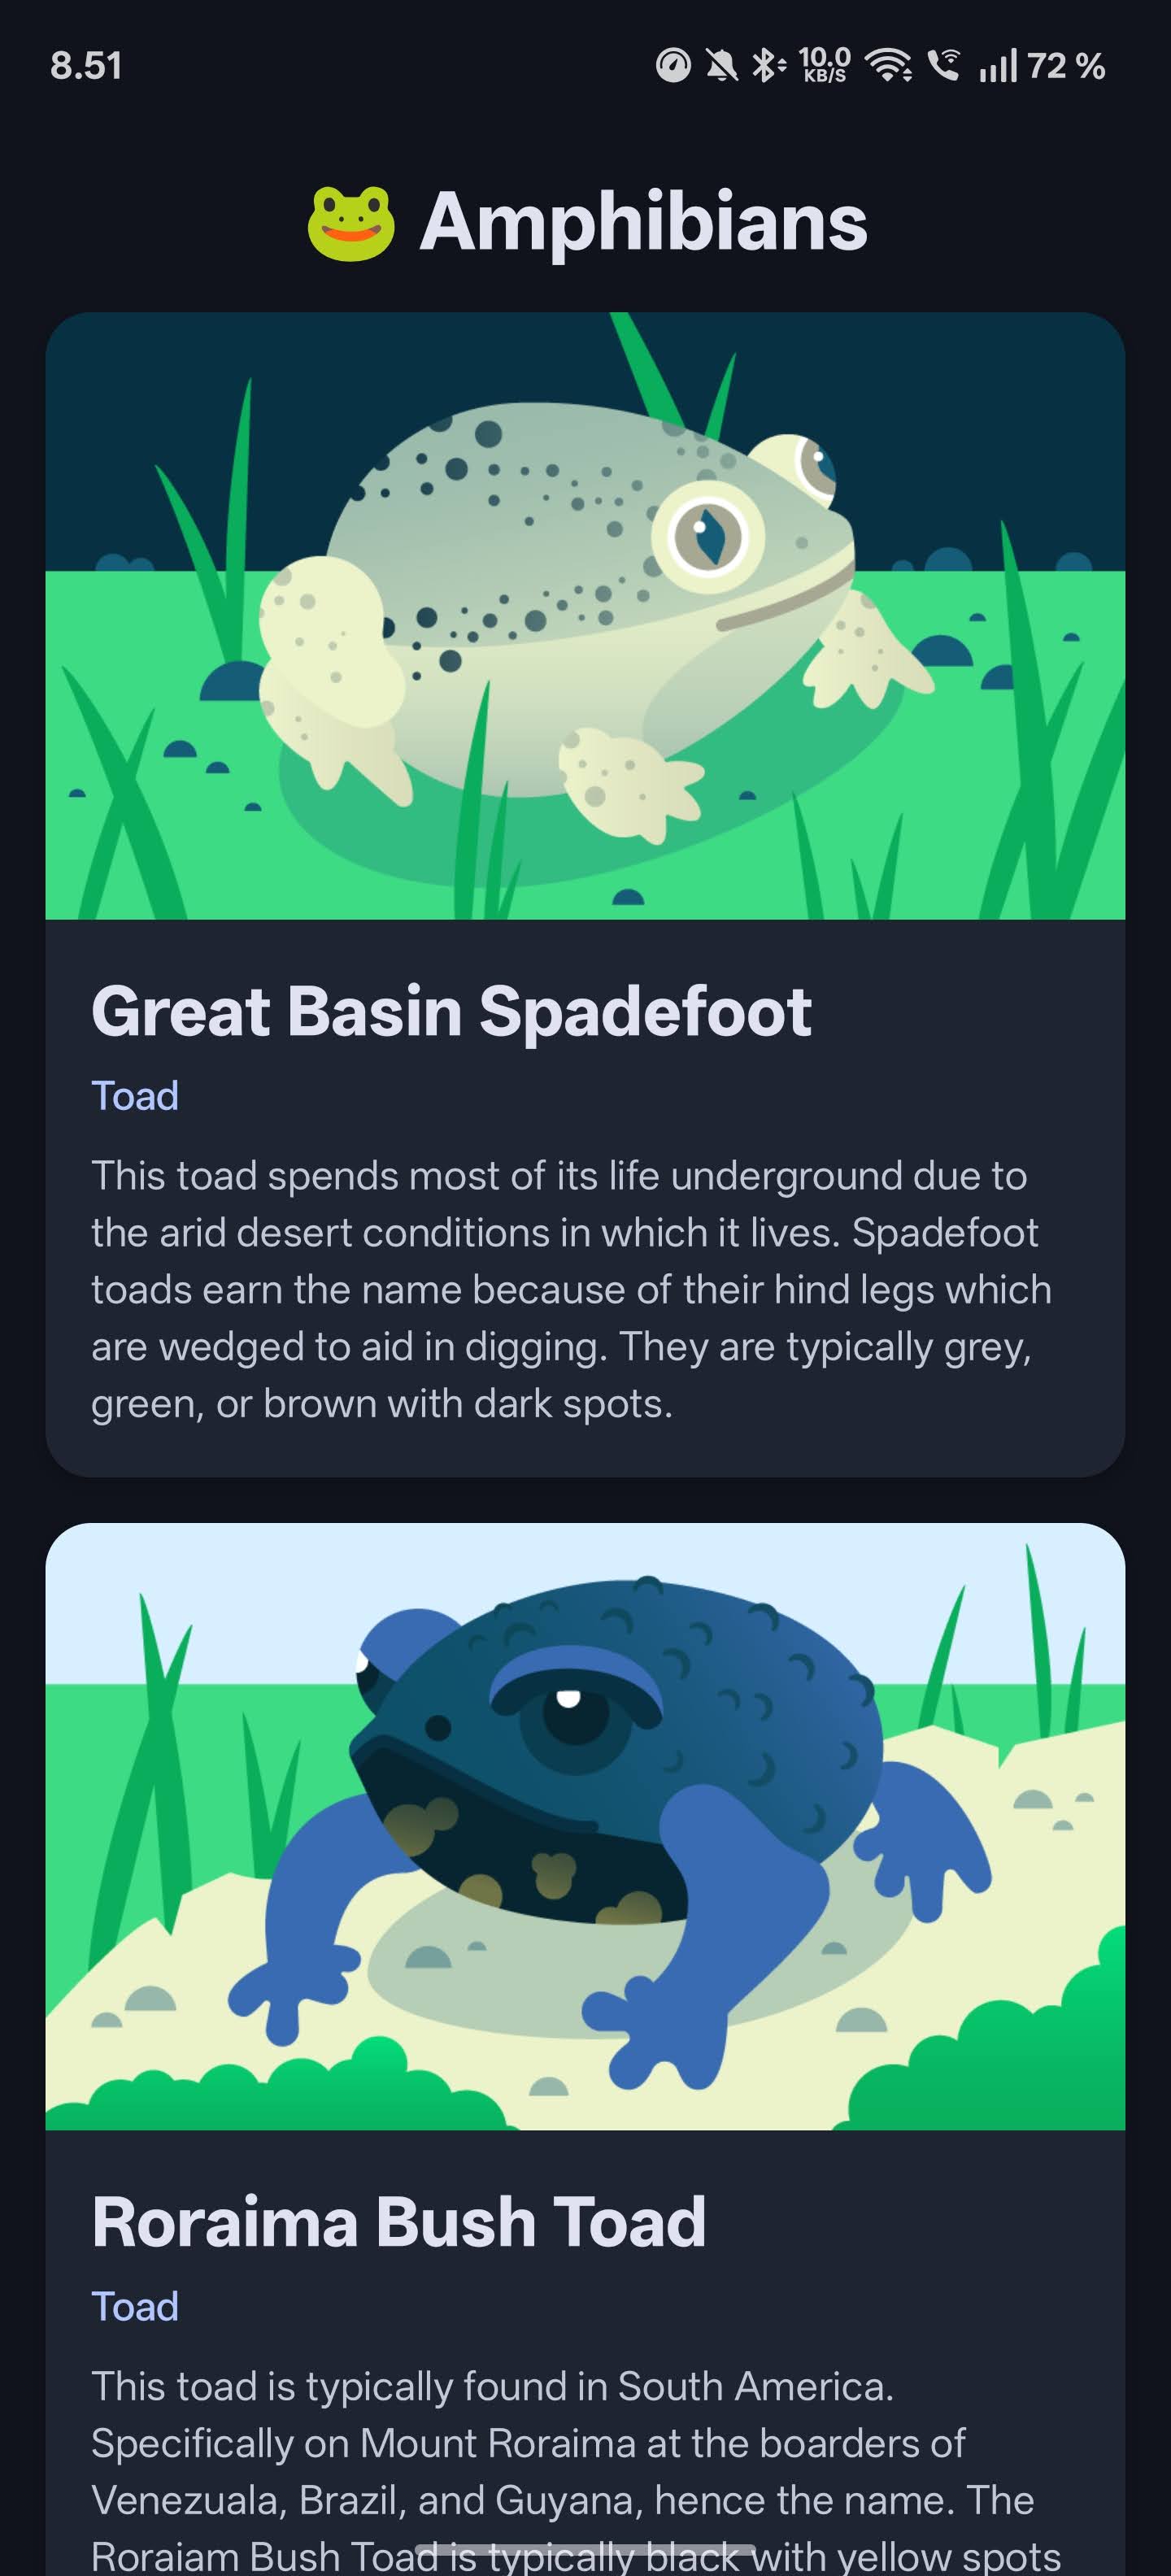 8.51
10.0
KB/S
72 %
🐸 Amphibians
Great Basin Spadefoot
Toad
This toad spends most of its life underground due to
the arid desert conditions in which it lives. Spadefoot
toads earn the name because of their hind legs which
are wedged to aid in digging. They are typically grey,
green, or brown with dark spots.
Roraima Bush Toad
Toad
This toad is typically found in South America.
Specifically on Mount Roraima at the boarders of
Venezuala, Brazil, and Guyana, hence the name. The
Roraiam Bush Toad is typically black with yellow spots